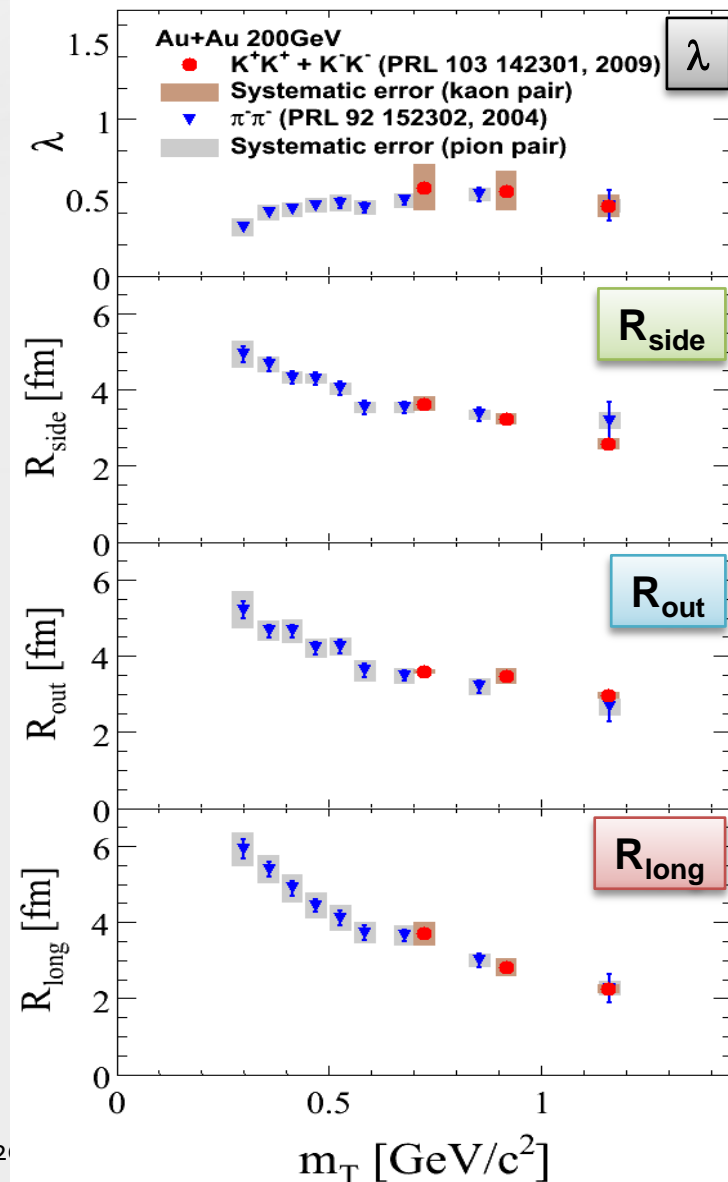 1.5
1
0.5
0
λ
Au+Au 200GeV
K⁺K⁺ + K⁻K⁻ (PRL 103 142301, 2009)
Systematic error (kaon pair)
π⁻π⁻ (PRL 92 152302, 2004)
Systematic error (pion pair)
λ
6
4
2
0
R_side [fm]
R_side
6
4
2
0
R_out [fm]
R_out
6
4
2
0
R_long [fm]
R_long
0 0.5 1
m_T [GeV/c²]